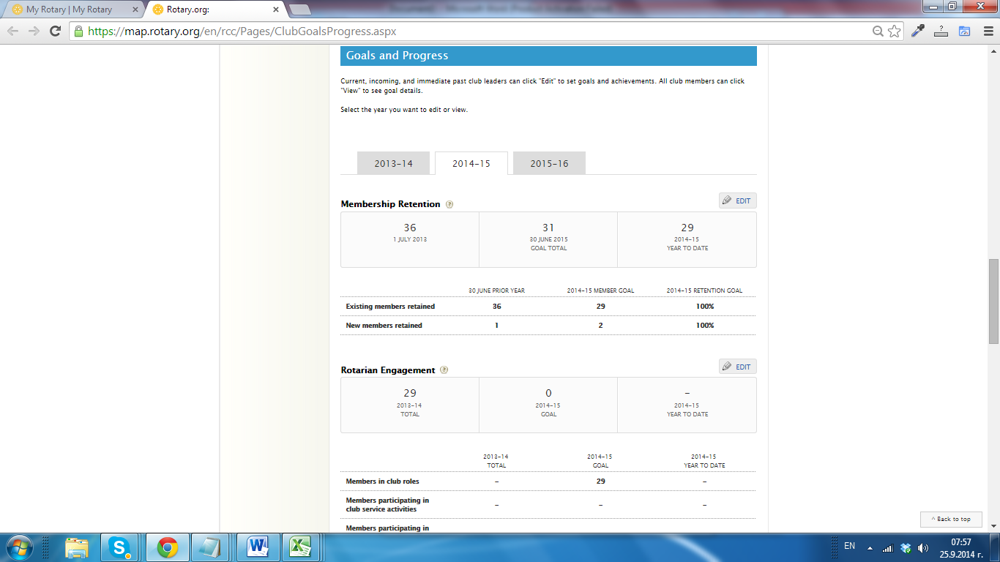 My Rotary | My Rotary
Rotary.org:
https://map.rotary.org/en/rcc/Pages/ClubGoalsProgress.aspx
Goals and Progress
Current, incoming, and immediate past club leaders can click "Edit" to set goals and achievements. All club members can click
"View" to see goal details.
Select the year you want to edit or view.
2013-14 2014-15 2015-16
Membership Retention ? EDIT
36 31 29
1 JULY 2013 30 JUNE 2015 2014-15
GOAL TOTAL YEAR TO DATE
30 JUNE PRIOR YEAR 2014-15 MEMBER GOAL 2014-15 RETENTION GOAL
Existing members retained 36 29 100%
New members retained 1 2 100%
Rotarian Engagement ? EDIT
29 0 -
2013-14 2014-15 2014-15
TOTAL GOAL YEAR TO DATE
2013-14 2014-15 2014-15
TOTAL GOAL YEAR TO DATE
Members in club roles - 29 -
Members participating in
club service activities - - -
Members participating in
^ Back to top
EN 07:57
25.9.2014 г.